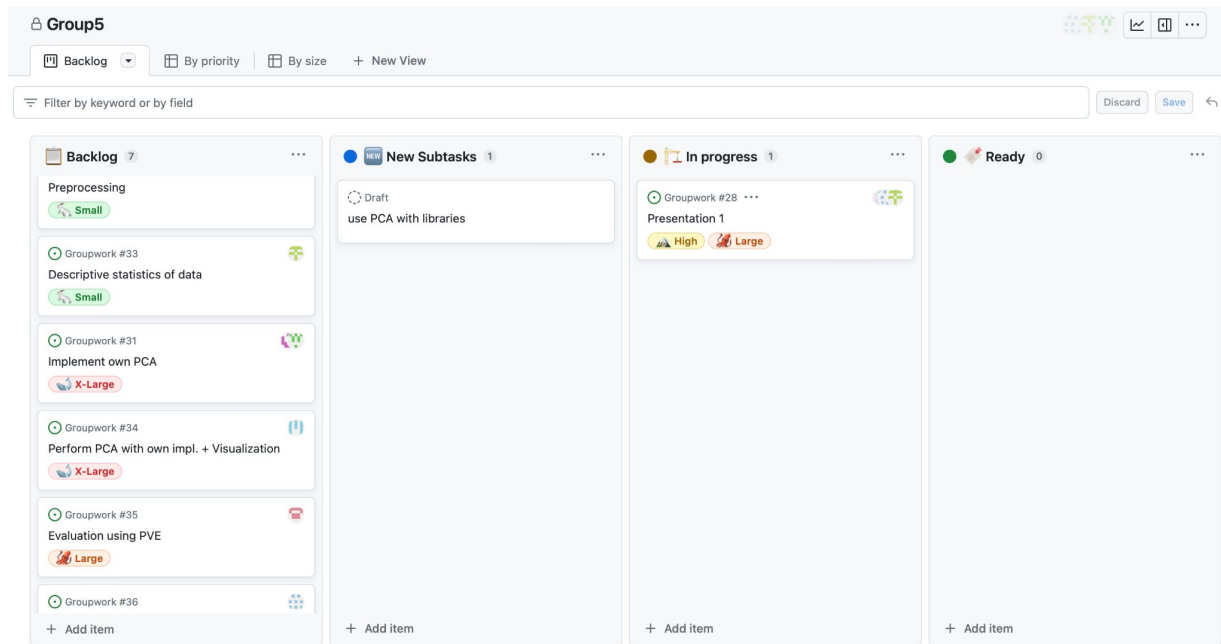 Group5
Backlog
By priority
By size
+ New View
Filter by keyword or by field
Discard
Save
Backlog 7
Preprocessing
Small
Groupwork #33
Descriptive statistics of data
Small
Groupwork #31
Implement own PCA
X-Large
Groupwork #34
Perform PCA with own impl. + Visualization
X-Large
Groupwork #35
Evaluation using PVE
Large
Groupwork #36
+ Add item
NEW New Subtasks 1
Draft
use PCA with libraries
+ Add item
In progress 1
Groupwork #28 ...
Presentation 1
High Large
+ Add item
Ready 0
+ Add item